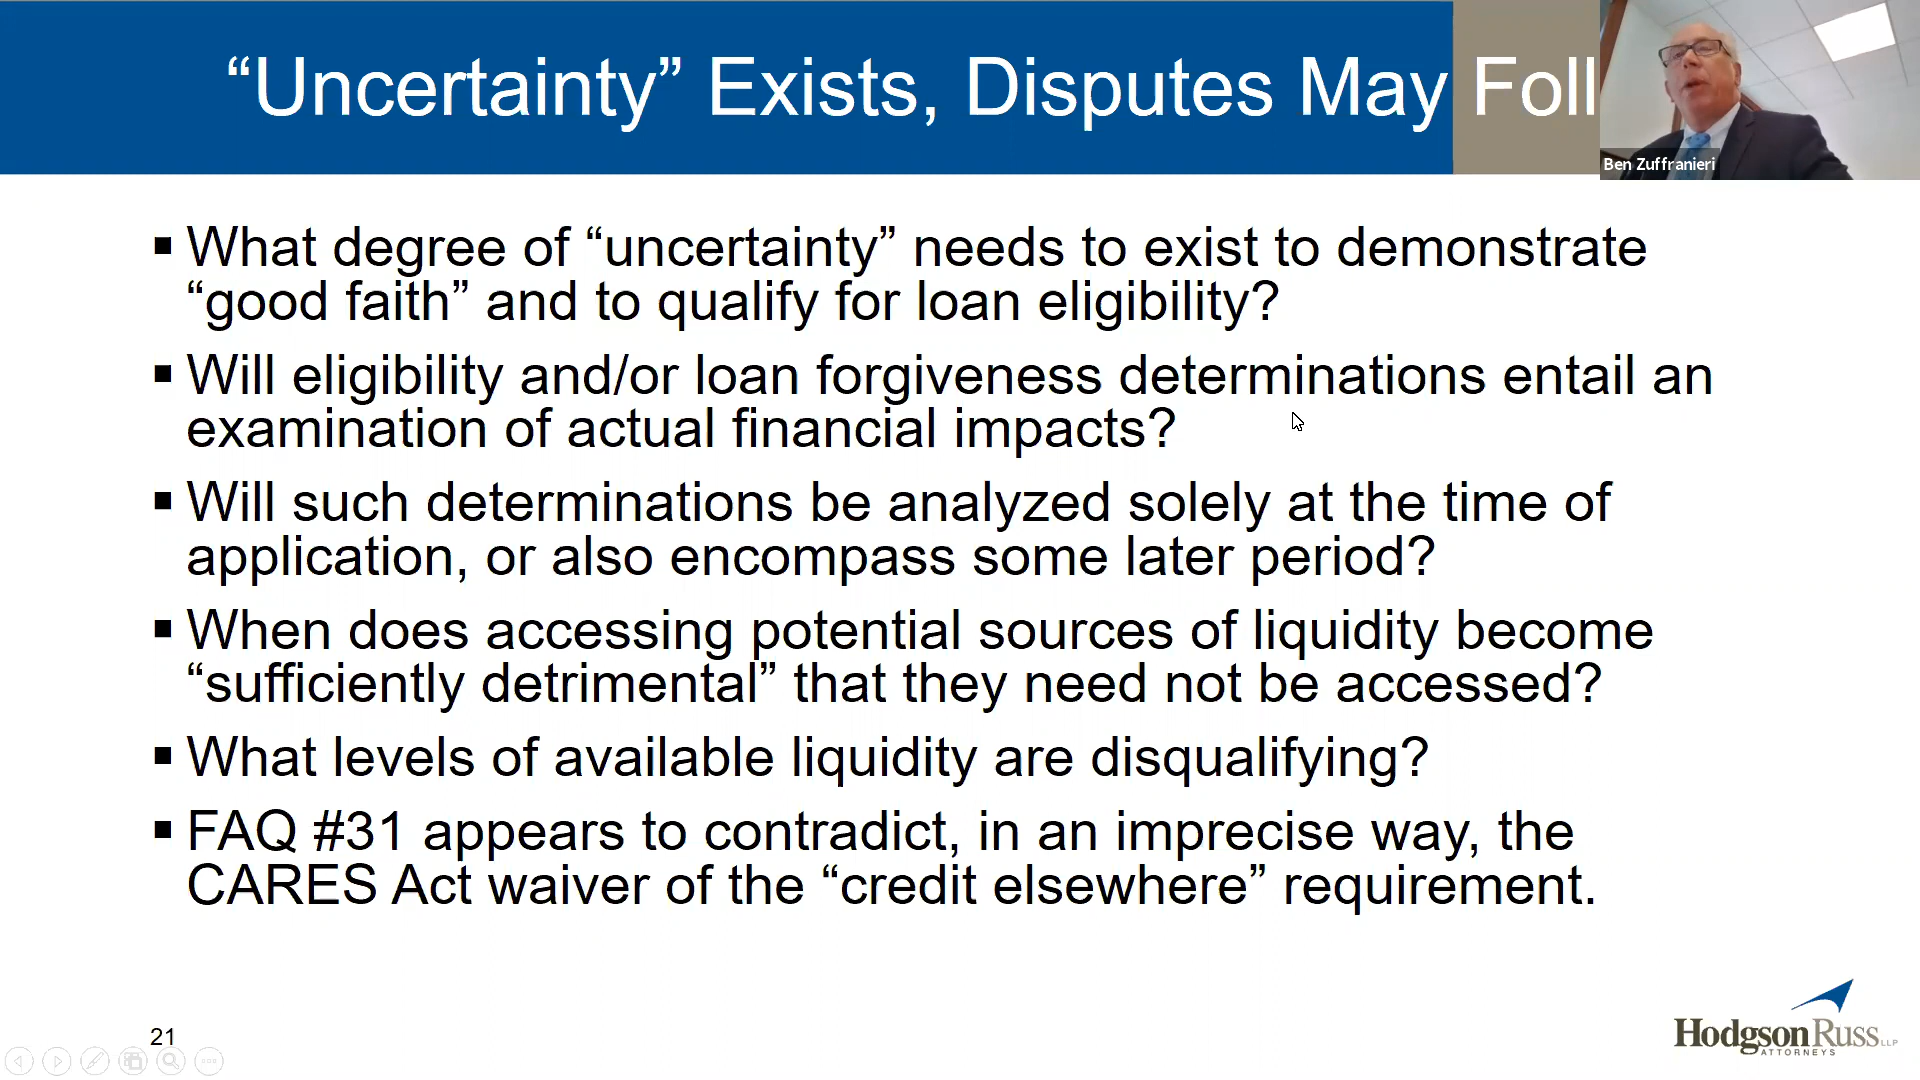 “Uncertainty” Exists, Disputes May Foll
Ben Zuffranieri
▪ What degree of “uncertainty” needs to exist to demonstrate
“good faith” and to qualify for loan eligibility?
▪ Will eligibility and/or loan forgiveness determinations entail an
examination of actual financial impacts?
▪ Will such determinations be analyzed solely at the time of
application, or also encompass some later period?
▪ When does accessing potential sources of liquidity become
“sufficiently detrimental” that they need not be accessed?
▪ What levels of available liquidity are disqualifying?
▪ FAQ #31 appears to contradict, in an imprecise way, the
CARES Act waiver of the “credit elsewhere” requirement.
21
HodgsonRuss LLP
ATTORNEYS